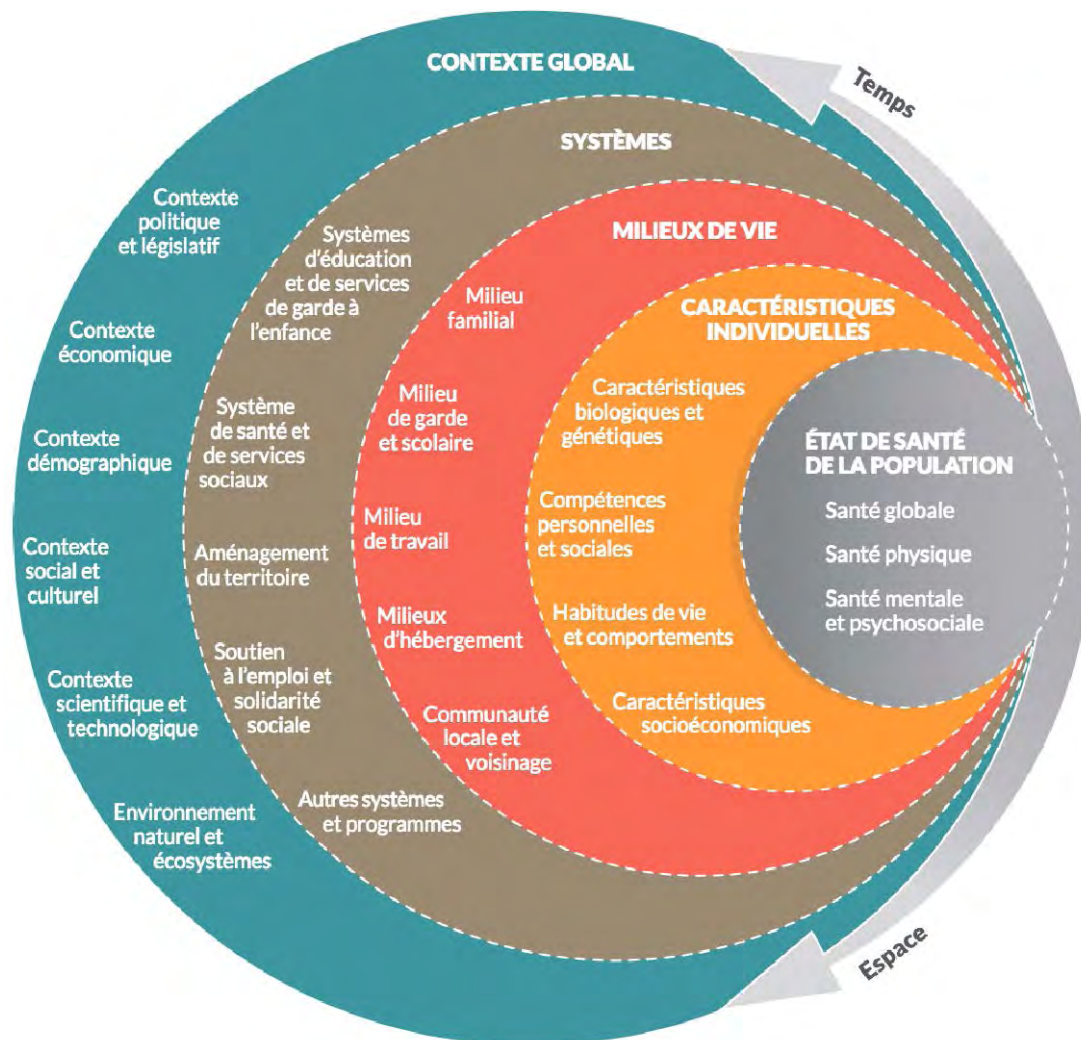 CONTEXTE GLOBAL
Temps
SYSTÈMES
Contexte
politique
et législatif
Systèmes
d'éducation
et de services
de garde à
l'enfance
MILIEUX DE VIE
Milieu
familial
CARACTÉRISTIQUES
INDIVIDUELLES
Contexte
économique
Caractéristiques
biologiques et
génétiques
Milieu
de garde
et scolaire
Système
de santé et
de services
sociaux
Contexte
démographique
ÉTAT DE SANTÉ
DE LA POPULATION
Santé globale
Santé physique
Santé mentale
et psychosociale
Compétences
personnelles
et sociales
Milieu
de travail
Aménagement
du territoire
Contexte
social et
culturel
Habitudes de vie
et comportements
Milieux
d'hébergement
Soutien
à l'emploi et
solidarité
sociale
Contexte
scientifique et
technologique
Caractéristiques
socioéconomiques
Communauté
locale et
voisinage
Autres systèmes
et programmes
Environnement
naturel et
écosystèmes
Espace